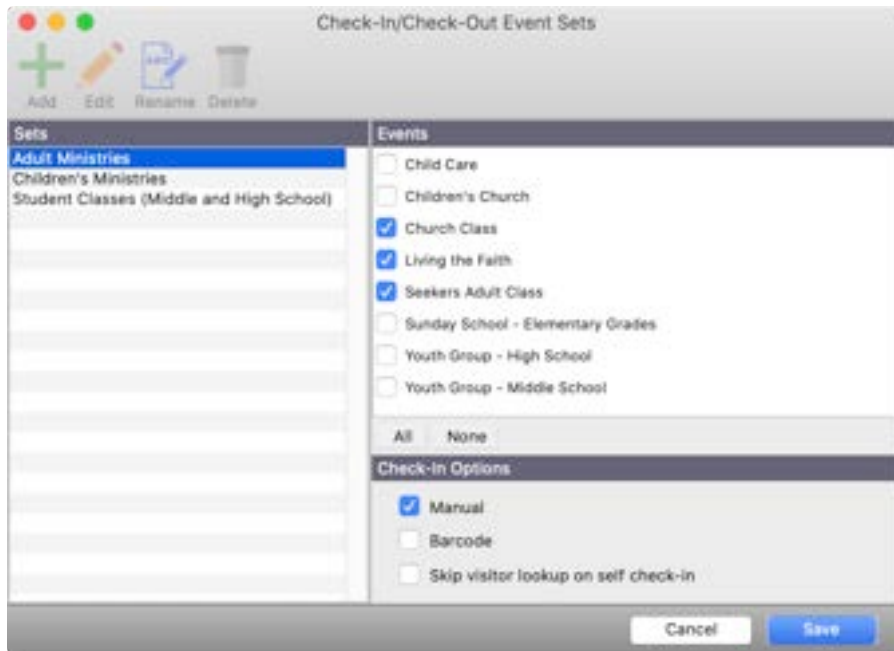 Check-In/Check-Out Event Sets
Add Edit Rename Delete
Sets
Adult Ministries
Children's Ministries
Student Classes (Middle and High School)
Events
Child Care
Children's Church
Church Class
Living the Faith
Seekers Adult Class
Sunday School - Elementary Grades
Youth Group - High School
Youth Group - Middle School
All None
Check-In Options
Manual
Barcode
Skip visitor lookup on self check-in
Cancel Save